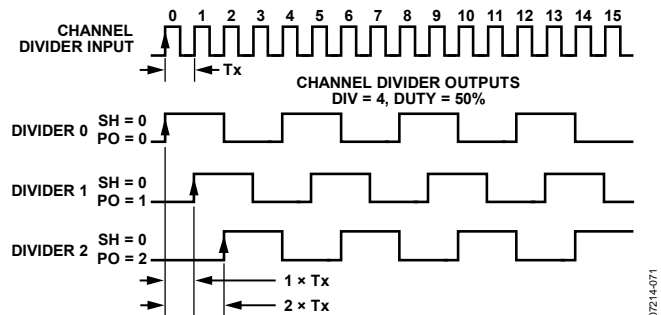 0 1 2 3 4 5 6 7 8 9 10 11 12 13 14 15
CHANNEL
DIVIDER INPUT
Tx
CHANNEL DIVIDER OUTPUTS
DIV = 4, DUTY = 50%
DIVIDER 0 SH = 0
PO = 0
DIVIDER 1 SH = 0
PO = 1
DIVIDER 2 SH = 0
PO = 2
1 × Tx
2 × Tx
07214-071